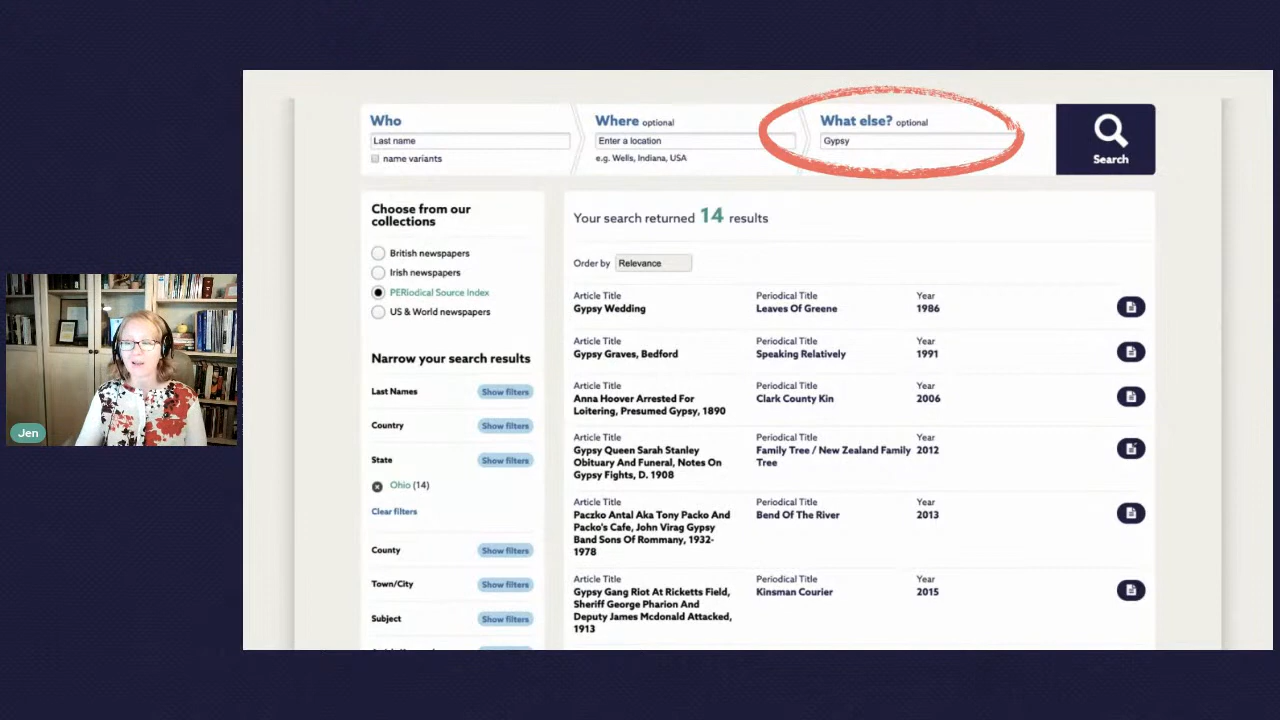 Who
Where optional
What else? optional
Last name
Enter a location
Gypsy
name variants
e.g. Wells, Indiana, USA
Search
Choose from our
collections
British newspapers
Irish newspapers
PERiodical Source Index
US & World newspapers
Narrow your search results
Last Names Show filters
Country Show filters
State Show filters
Ohio (14)
Clear filters
County Show filters
Town/City Show filters
Subject Show filters
Your search returned 14 results
Order by Relevance
Article Title Periodical Title Year
Gypsy Wedding Leaves Of Greene 1986
Article Title Periodical Title Year
Gypsy Graves, Bedford Speaking Relatively 1991
Article Title Periodical Title Year
Anna Hoover Arrested For Clark County Kin 2006
Loitering, Presumed Gypsy, 1890
Article Title Periodical Title Year
Gypsy Queen Sarah Stanley Family Tree / New Zealand Family 2012
Obituary And Funeral, Notes On Tree
Gypsy Fights, D. 1908
Article Title Periodical Title Year
Paczko Antal Aka Tony Packo And Bend Of The River 2013
Packo's Cafe, John Virag Gypsy
Band Sons Of Rommany, 1932-
1978
Article Title Periodical Title Year
Gypsy Gang Riot At Ricketts Field, Kinsman Courier 2015
Sheriff George Pharion And
Deputy James Mcdonald Attacked,
1913
Jen